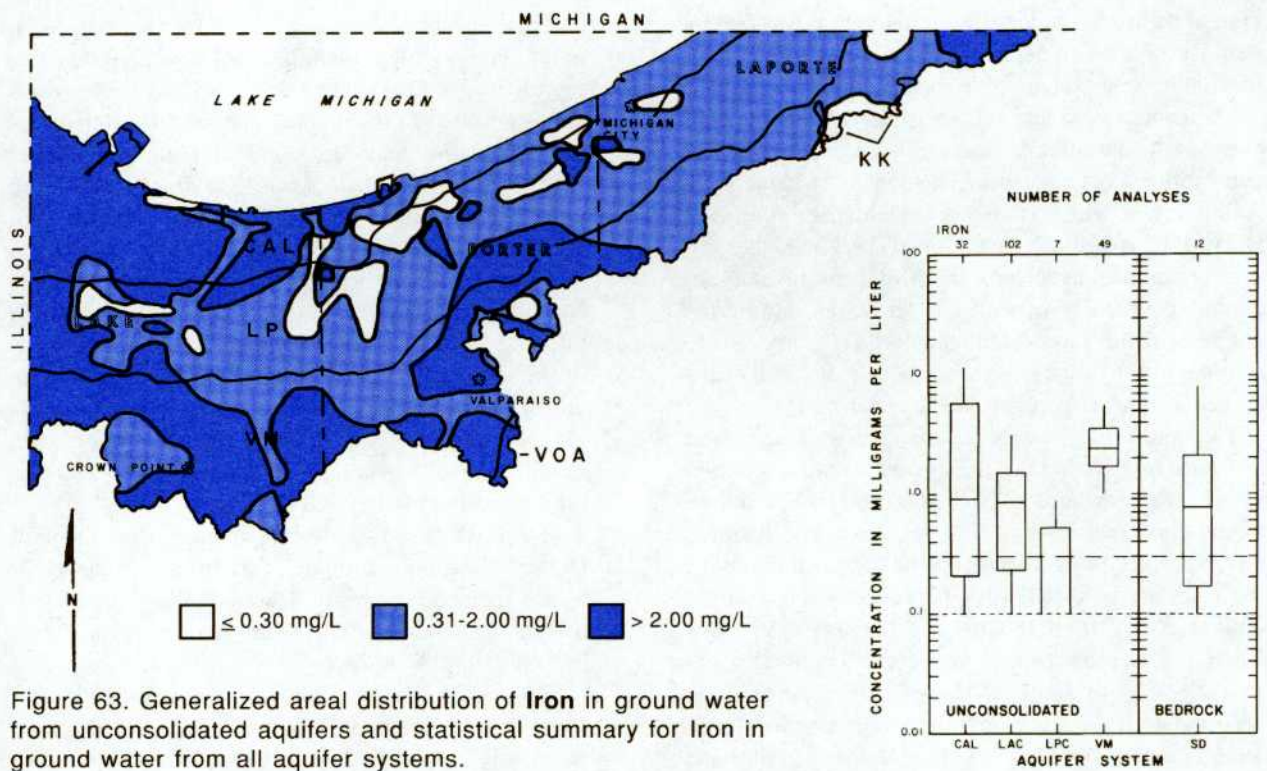 MICHIGAN
LAKE MICHIGAN
LAPORTE
MICHIGAN
CITY
KK
ILLINOIS
CAL
PORTER
LAKE
LP
VALPARAISO
VM
CROWN POINT
VOA
N
≤ 0.30 mg/L 0.31-2.00 mg/L > 2.00 mg/L
Figure 63. Generalized areal distribution of Iron in ground water
from unconsolidated aquifers and statistical summary for Iron in
ground water from all aquifer systems.
NUMBER OF ANALYSES
IRON
32 102 7 49 12
CONCENTRATION IN MILLIGRAMS PER LITER
100
10
1.0
0.1
0.01
UNCONSOLIDATED BEDROCK
CAL LAC LPC VM SD
AQUIFER SYSTEM